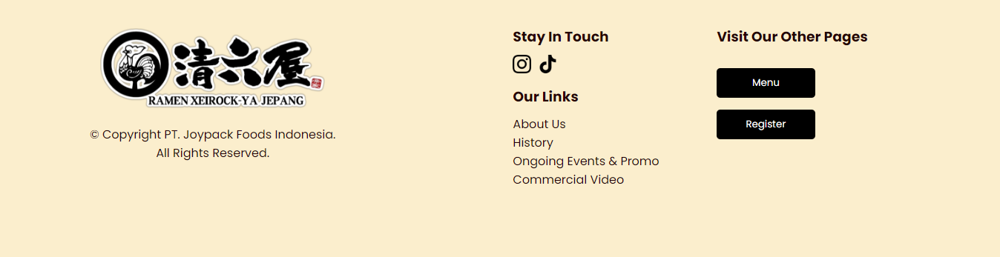 清六屋
RAMEN XEIROCK-YA JEPANG
© Copyright PT. Joypack Foods Indonesia.
All Rights Reserved.
Stay In Touch
Our Links
About Us
History
Ongoing Events & Promo
Commercial Video
Visit Our Other Pages
Menu
Register